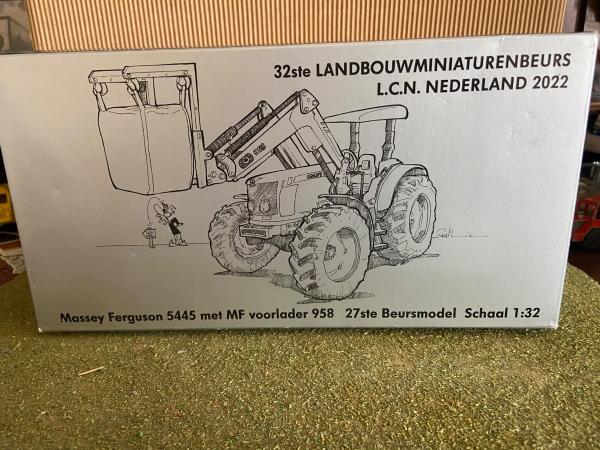 32ste LANDBOUWMINIATURENBEURS
L.C.N. NEDERLAND 2022
Massey Ferguson 5445 met MF voorlader 958 27ste Beursmodel Schaal 1:32